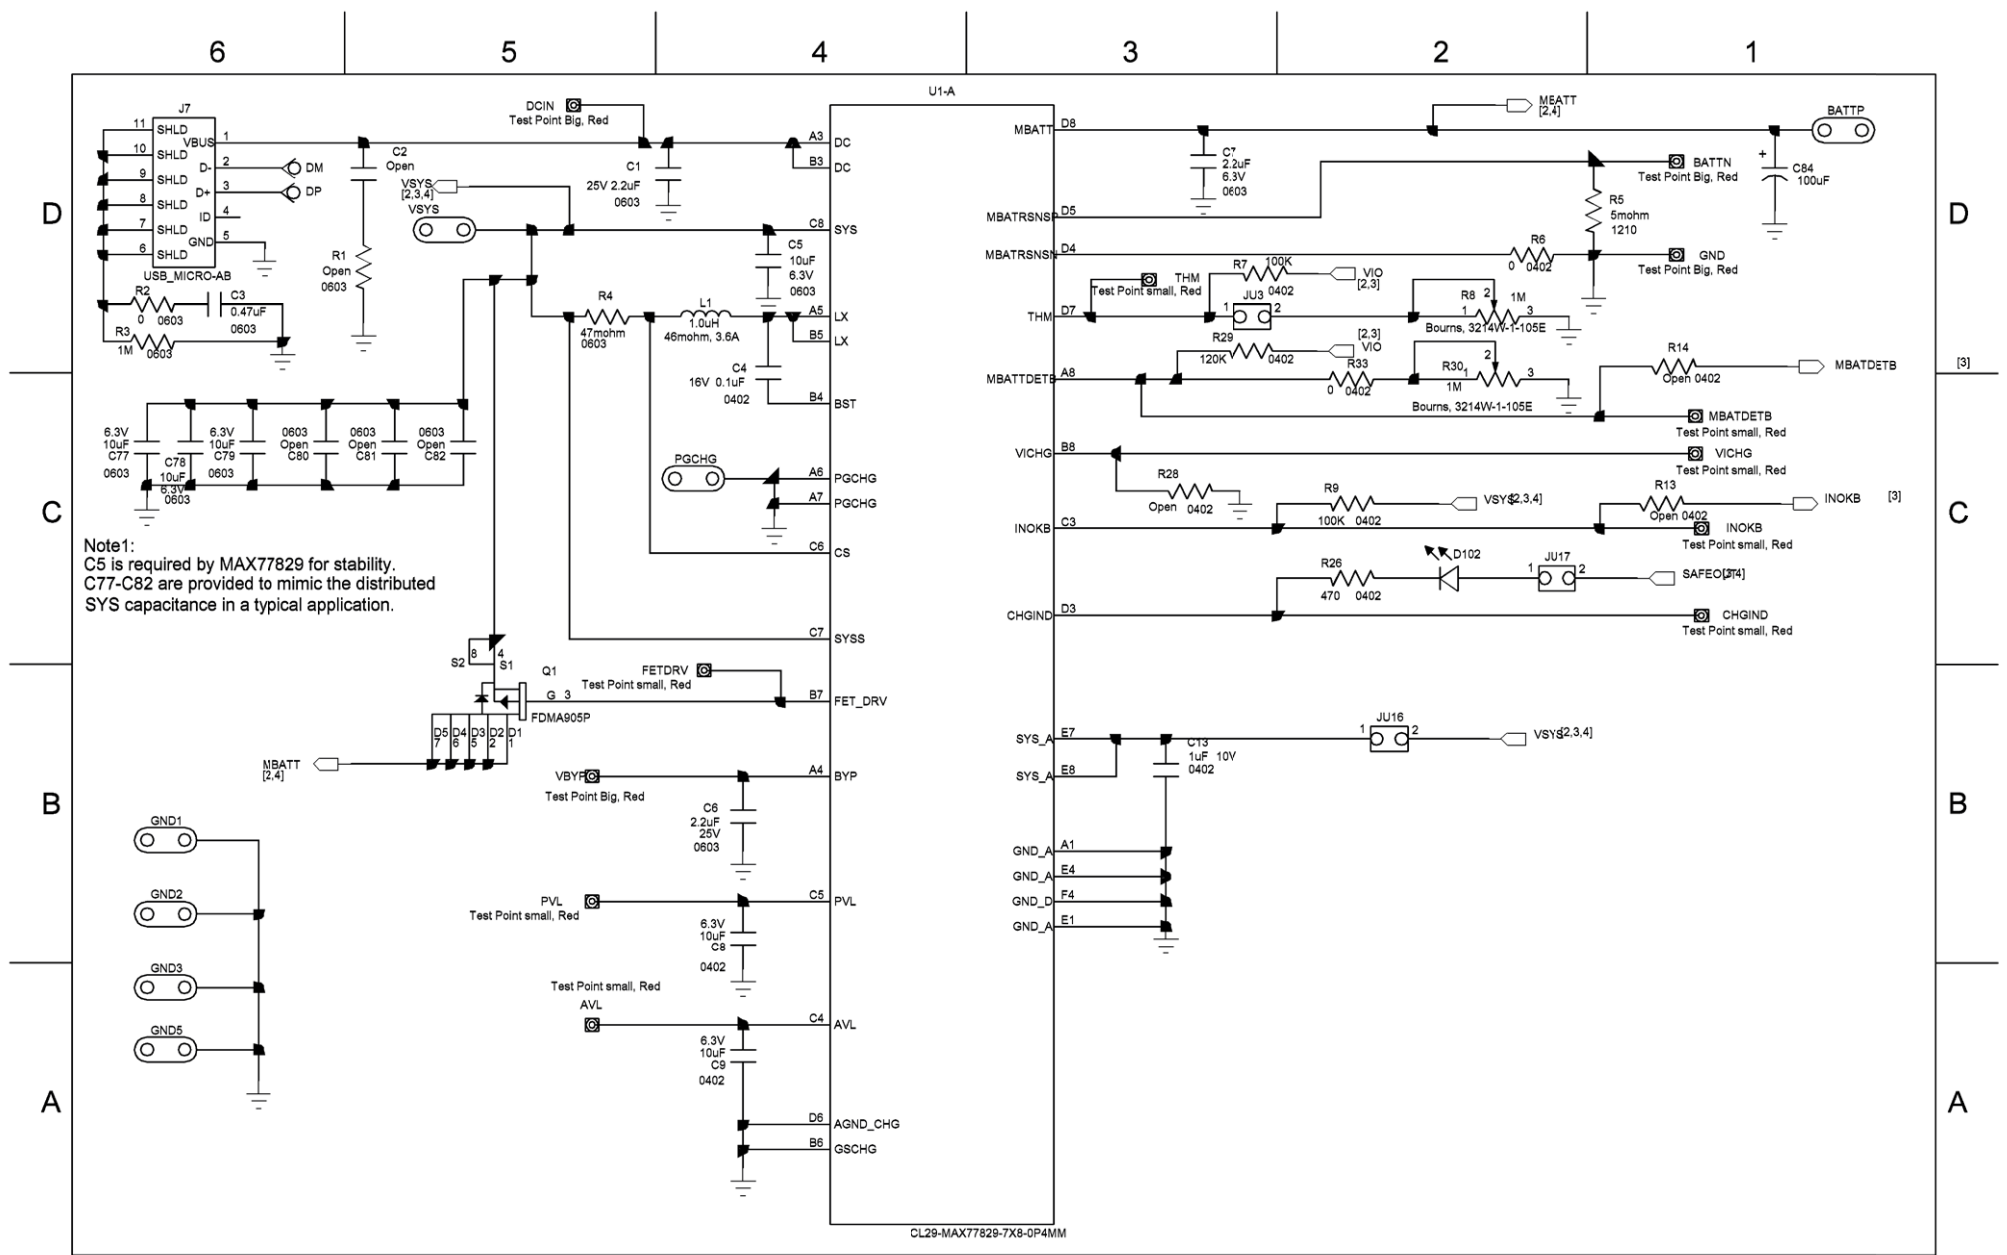 6 5 4 3 2 1
D
C
B
A
D
C
B
A
U1-A
J7
11 SHLD
VBUS 1
10 SHLD
D- 2 DM
9 SHLD
D+ 3 DP
8 SHLD
ID 4
7 SHLD
GND 5
6 SHLD
USB_MICRO-AB
R2
0 0603
C3
0.47uF
0603
R3
1M 0603
DCIN
Test Point Big, Red
C2
Open
R1
Open
0603
VSYS
[2,3,4]
VSYS
C1
25V 2.2uF
0603
C5
10uF
6.3V
0603
R4
47mohm
0603
L1
1.0uH
46mohm, 3.6A
C4
16V 0.1uF
0402
A3 DC
B3 DC
C8 SYS
A5 LX
B5 LX
B4 BST
A6 PGCHG
A7 PGCHG
C6 CS
C7 SYSS
B7 FET_DRV
A4 BYP
C5 PVL
C4 AVL
D6 AGND_CHG
B6 GSCHG
6.3V
10uF
C77
0603
C78
10uF
6.3V
0603
6.3V
10uF
C79
0603
0603
Open
C80
0603
Open
C81
0603
Open
C82
PGCHG
Note1:
C5 is required by MAX77829 for stability.
C77-C82 are provided to mimic the distributed
SYS capacitance in a typical application.
8 4
S2 S1
Q1
G 3
FDMA905P
D5 D4 D3 D2 D1
7 6 5 2 1
MBATT
[2,4]
FETDRV
Test Point small, Red
VBYP
Test Point Big, Red
C6
2.2uF
25V
0603
PVL
Test Point small, Red
6.3V
10uF
C8
0402
Test Point small, Red
AVL
6.3V
10uF
C9
0402
GND1
GND2
GND3
GND5
MBATT D8
MBATRSNSP D5
MBATRSNSN D4
THM D7
MBATTDETB A8
VICHG B8
INOKB C3
CHGIND D3
SYS_A E7
SYS_A E8
GND_A A1
GND_A E4
GND_D F4
GND_A E1
MBATT
[2,4]
BATTP
C7
2.2uF
6.3V
0603
BATTN
Test Point Big, Red
+
C84
100uF
R5
5mohm
1210
R6
0 0402
GND
Test Point Big, Red
THM
Test Point small, Red
R7 100K
0402
VIO
[2,3]
JU3
1 2
R8 2 1M
1 3
Bourns, 3214W-1-105E
R29
120K 0402
[2,3]
VIO
R33
0 0402
R30 2
1 3
1M
Bourns, 3214W-1-105E
R14
Open 0402
MBATDETB [3]
MBATDETB
Test Point small, Red
VICHG
Test Point small, Red
R28
Open 0402
R9
100K 0402
VSYS[2,3,4]
R13
Open 0402
INOKB [3]
INOKB
Test Point small, Red
R26
470 0402
D102
JU17
1 2
CHGIND
Test Point small, Red
C13
1uF 10V
0402
JU16
1 2
VSYS[2,3,4]
CL29-MAX77829-7X8-0P4MM